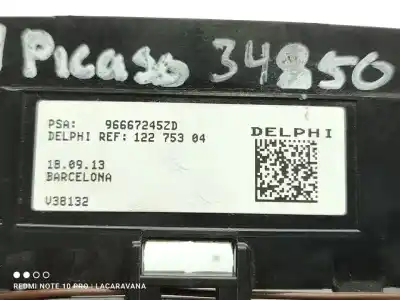 Picaso 34850
PSA: 96667245ZD
DELPHI REF: 122 753 04
DELPHI
18.09.13
BARCELONA
V38132
REDMI NOTE 10 PRO | LACARAVANA